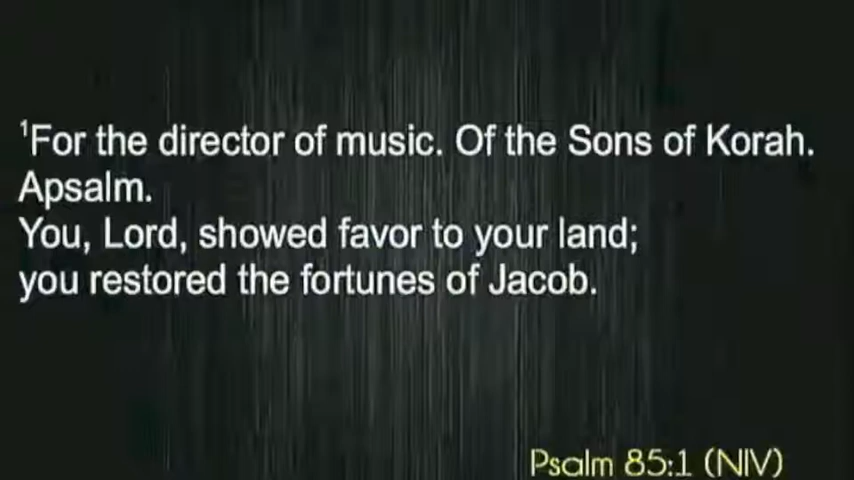 ¹For the director of music. Of the Sons of Korah.
Apsalm.
You, Lord, showed favor to your land;
you restored the fortunes of Jacob.
Psalm 85:1 (NIV)